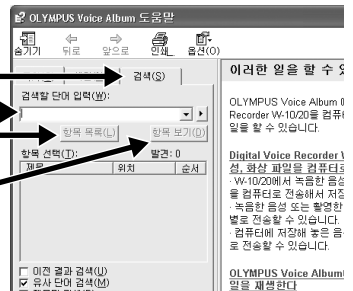 OLYMPUS Voice Album 도움말
숨기기 뒤로 앞으로 인쇄 옵션(O)
검색(S)
검색할 단어 입력(W):
항목 목록(L) 항목 보기(D)
항목 선택(T): 발견: 0
제목 위치 순서
이전 결과 검색(U)
유사 단어 검색(M)
이러한 일을 할 수
OLYMPUS Voice Album
Recorder W-10/20을
일을 할 수 있습니다.
Digital Voice Recorder
성, 화상 파일을 컴퓨터로
· W-10/20에서 녹음한 음성
을 컴퓨터로 전송해서
· 녹음한 음성 또는 촬영한
별로 전송할 수 있습니다.
· 컴퓨터에 저장해 놓은
로 전송할 수 있습니다.
OLYMPUS Voice Album
일을 재생한다